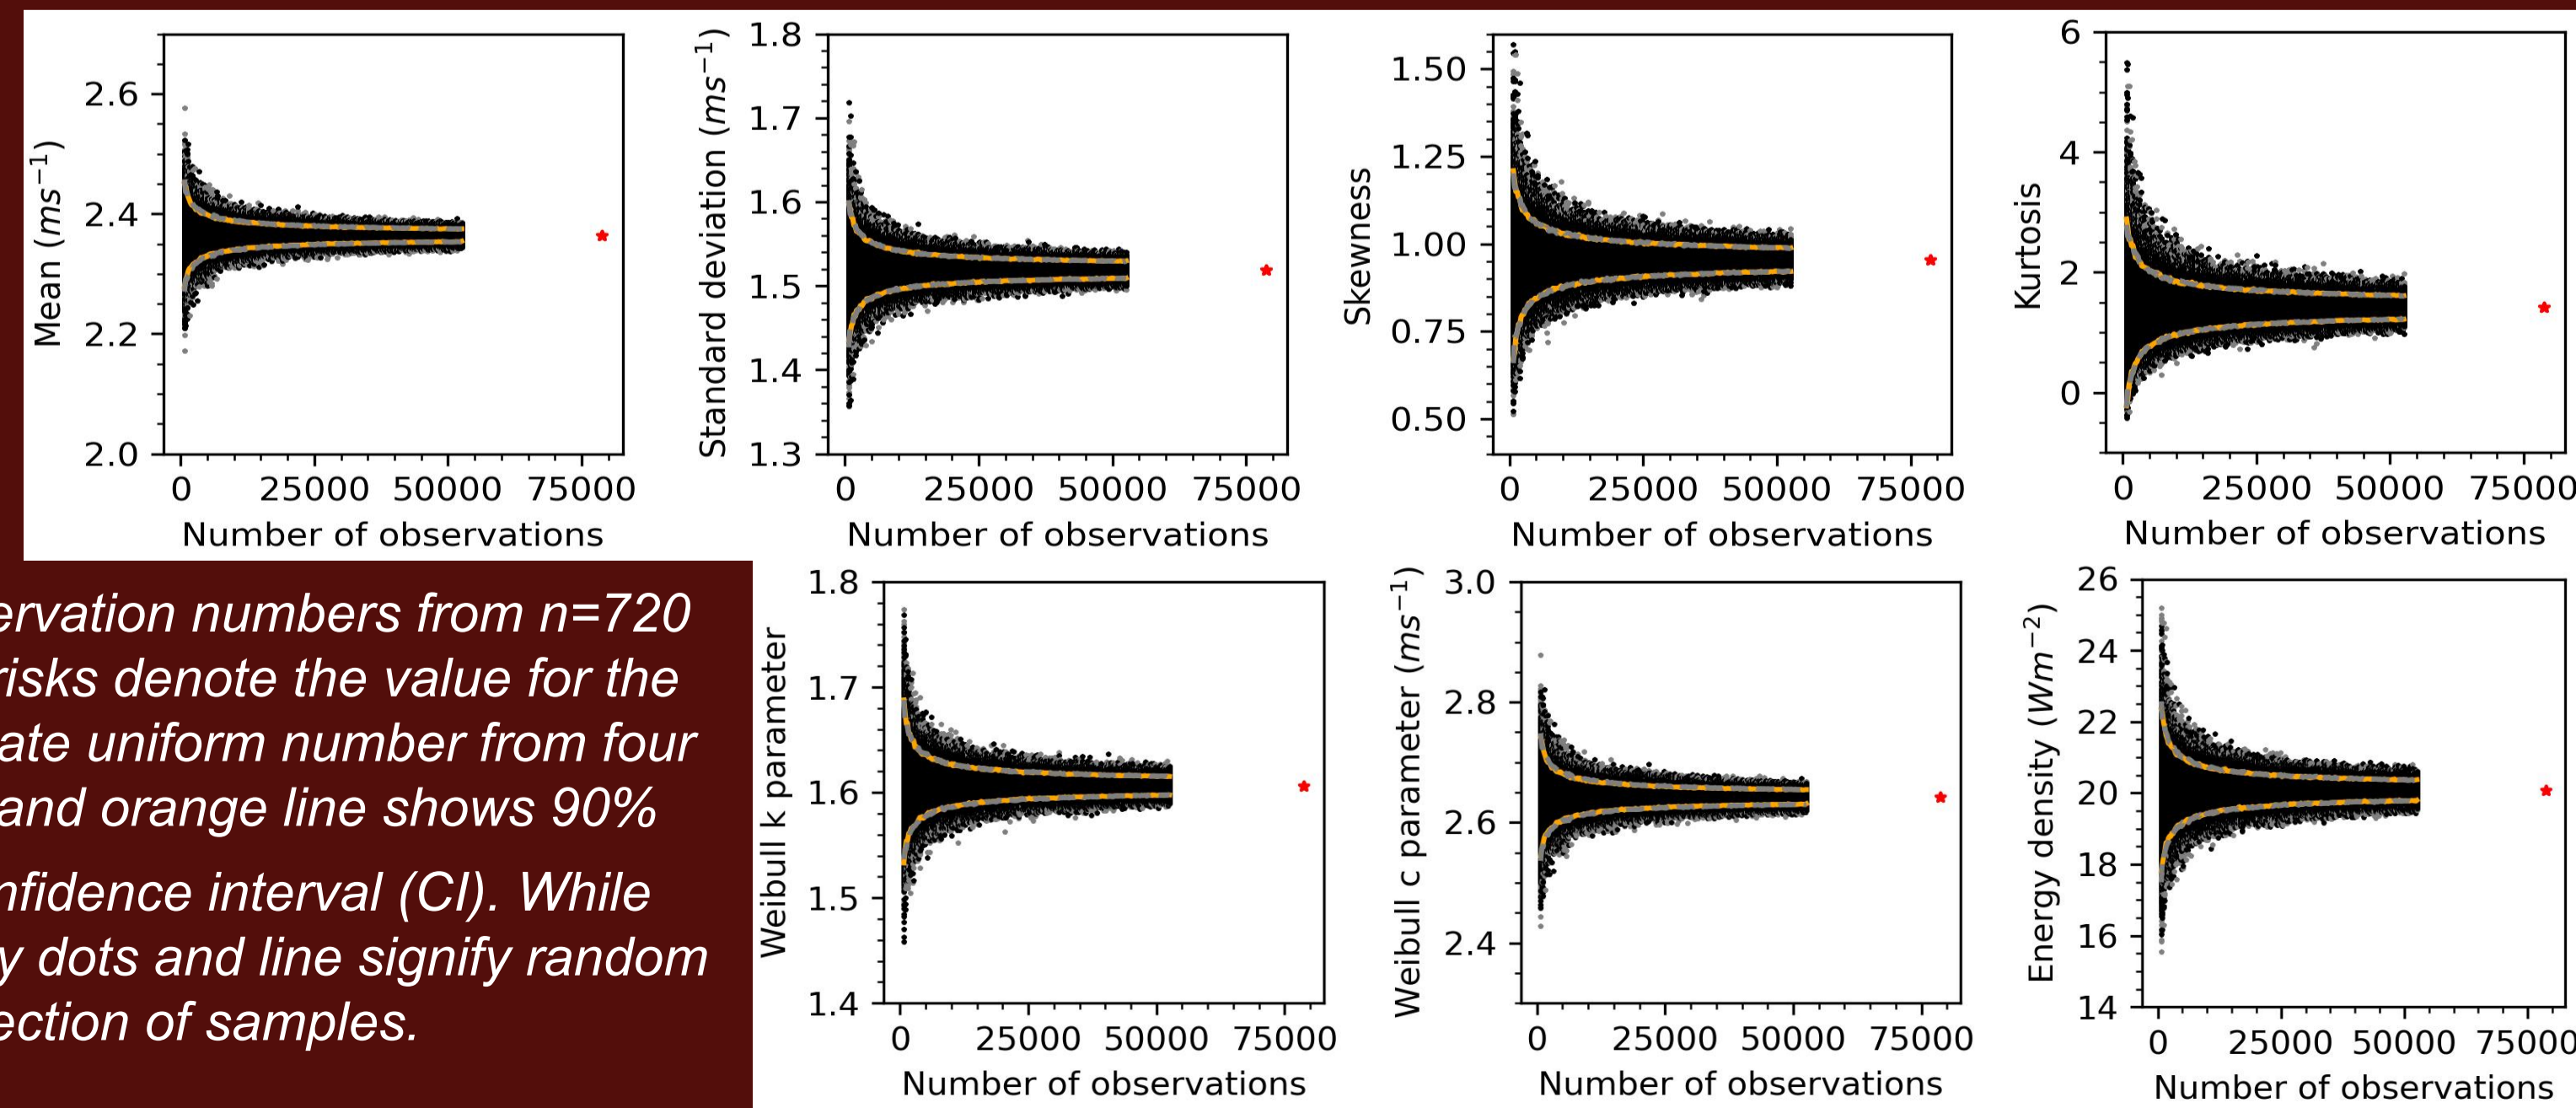 2.6
2.4
2.2
2.0
Mean (ms⁻¹)
0 25000 50000 75000
Number of observations
1.8
1.7
1.6
1.5
1.4
1.3
Standard deviation (ms⁻¹)
0 25000 50000 75000
Number of observations
1.50
1.25
1.00
0.75
0.50
Skewness
0 25000 50000 75000
Number of observations
6
4
2
0
Kurtosis
0 25000 50000 75000
Number of observations
ervation numbers from n=720
risks denote the value for the
ate uniform number from four
and orange line shows 90%
nfidence interval (CI). While
y dots and line signify random
ection of samples.
1.8
1.7
1.6
1.5
1.4
Weibull k parameter
0 25000 50000 75000
Number of observations
3.0
2.8
2.6
2.4
Weibull c parameter (ms⁻¹)
0 25000 50000 75000
Number of observations
26
24
22
20
18
16
14
Energy density (Wm⁻²)
0 25000 50000 75000
Number of observations